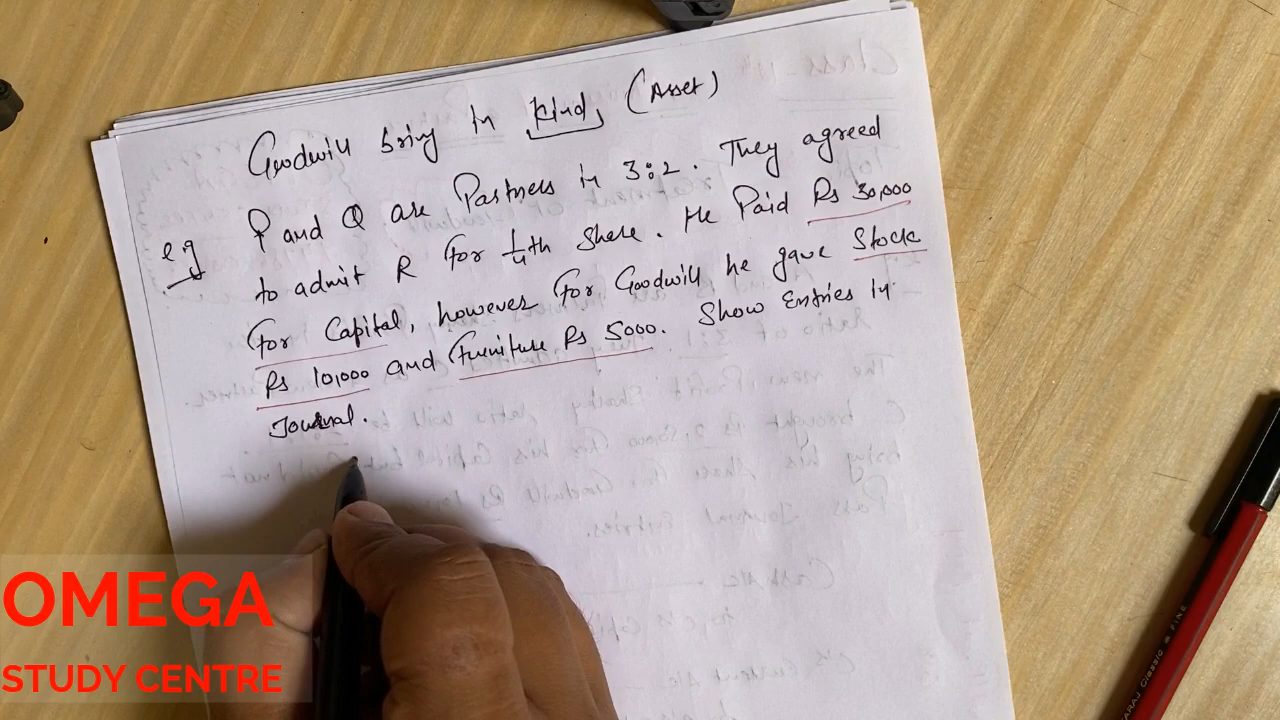 Goodwill bring in Kind (Asset)
e.g P and Q are Partners in 3:2. They agreed
to admit R for 1/4th Share. He Paid Rs 30,000
for Capital, however for Goodwill he gave Stock
Rs 10,000 and furniture Rs 5000. Show Entries in
Journal.
OMEGA
STUDY CENTRE